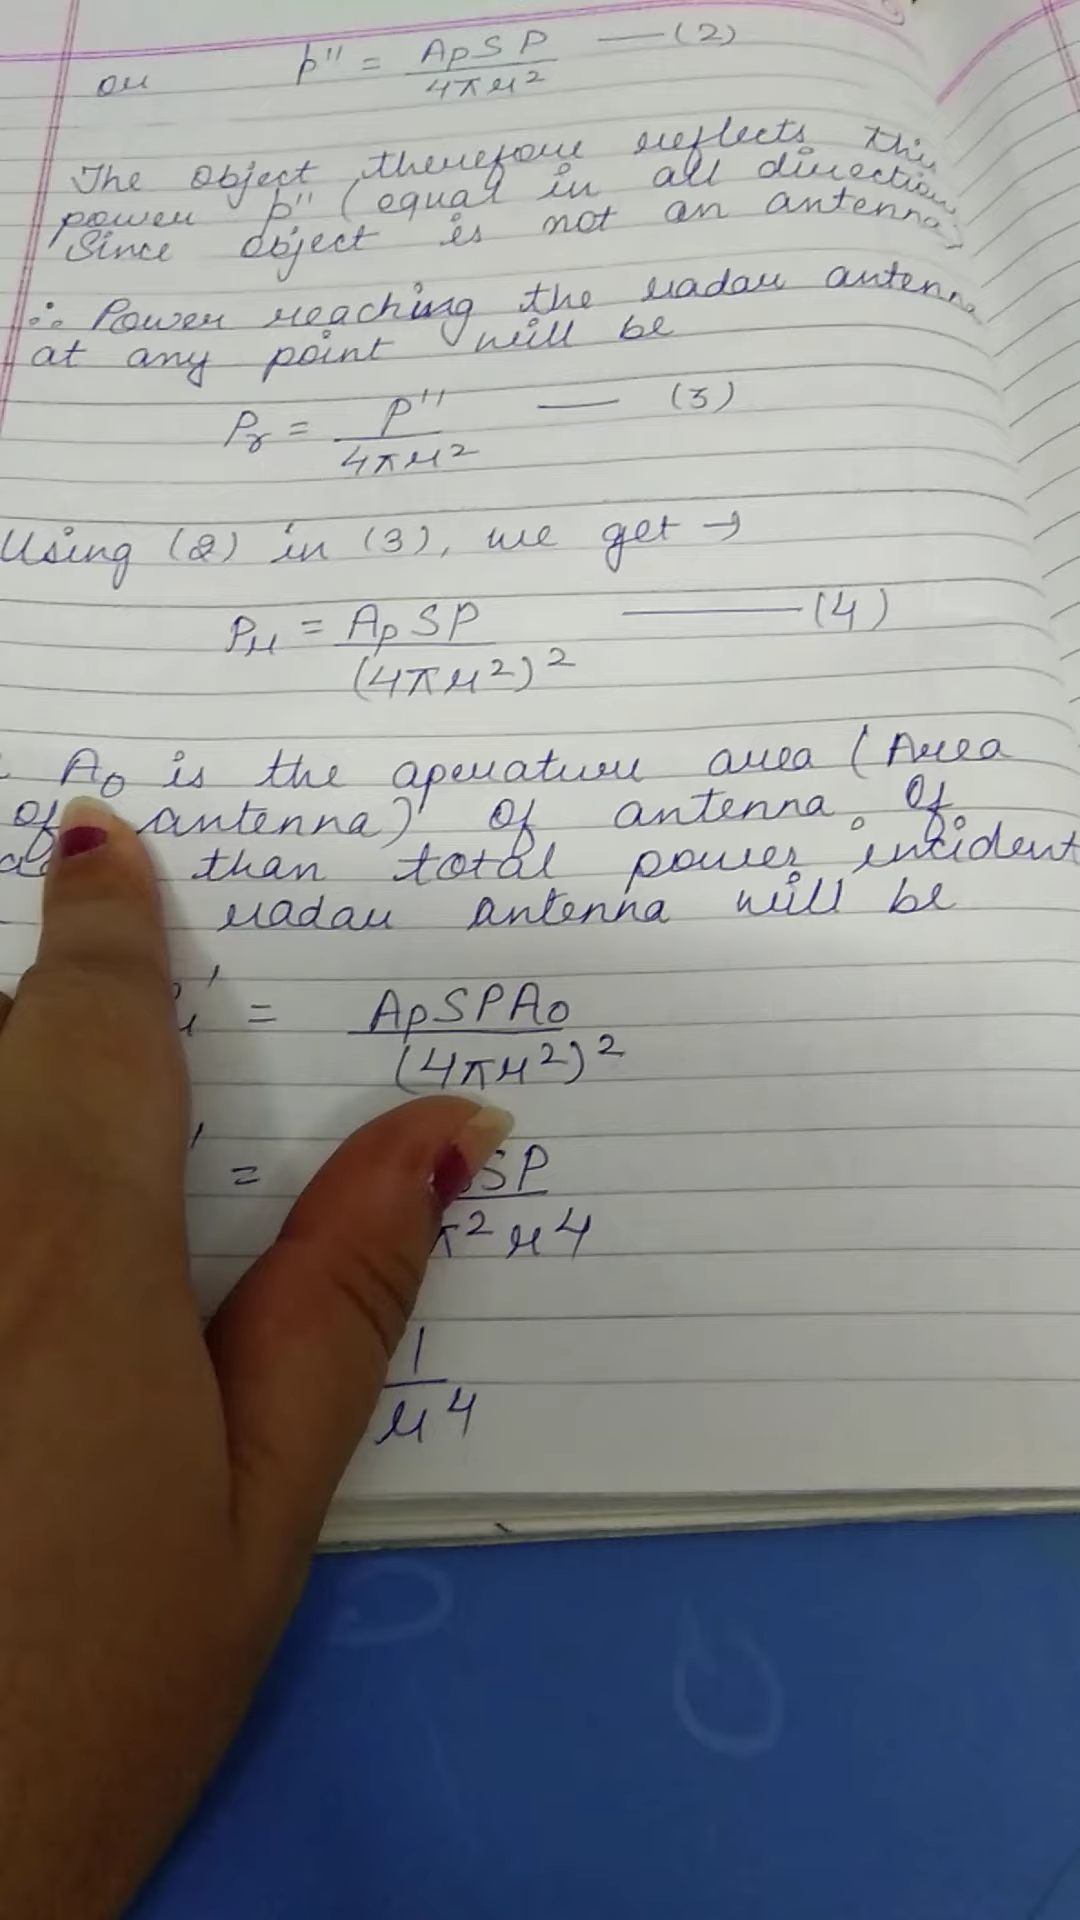 or p'' = ApSP / 4πr² —(2)
The object therefore reflects this
power p'' (equal in all direction
Since object is not an antenna)
∴ Power reaching the radar antenna
at any point will be
Pr = P'' / 4πr² — (3)
Using (2) in (3), we get →
Pr = ApSP / (4πr²)² —(4)
A₀ is the aperature area (Area
of antenna) of antenna of
than total power incident
radar antenna will be
r' = ApSPA₀ / (4πr²)²
' = SP / π²r⁴
1 / r⁴